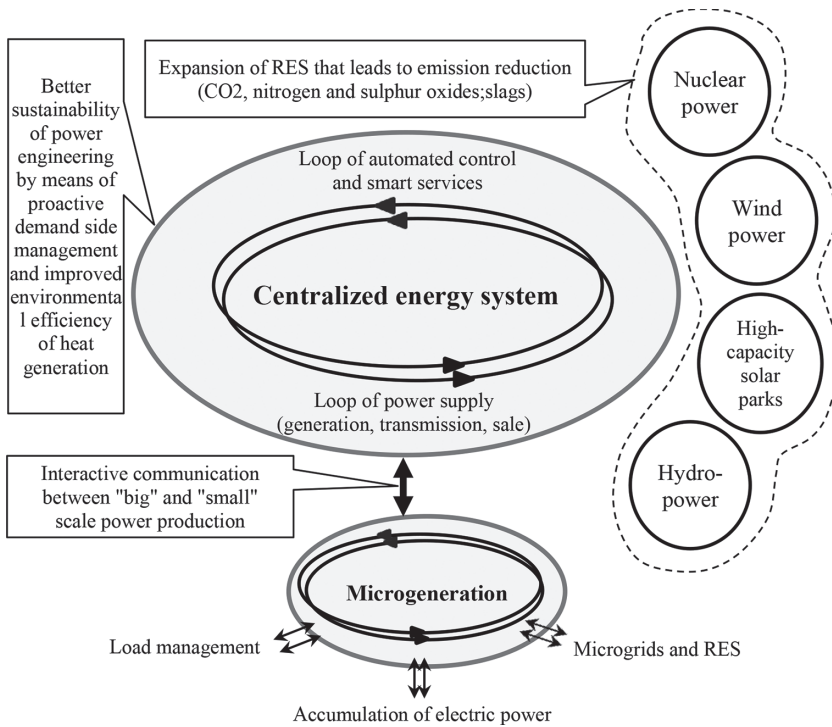 Better
sustainability
of power
engineering
by means of
proactive
demand side
management
and improved
environmenta
l efficiency
of heat
generation
Expansion of RES that leads to emission reduction
(CO2, nitrogen and sulphur oxides;slags)
Nuclear
power
Wind
power
High-
capacity
solar
parks
Hydro-
power
Loop of automated control
and smart services
Centralized energy system
Loop of power supply
(generation, transmission, sale)
Interactive communication
between "big" and "small"
scale power production
Microgeneration
Load management
Microgrids and RES
Accumulation of electric power